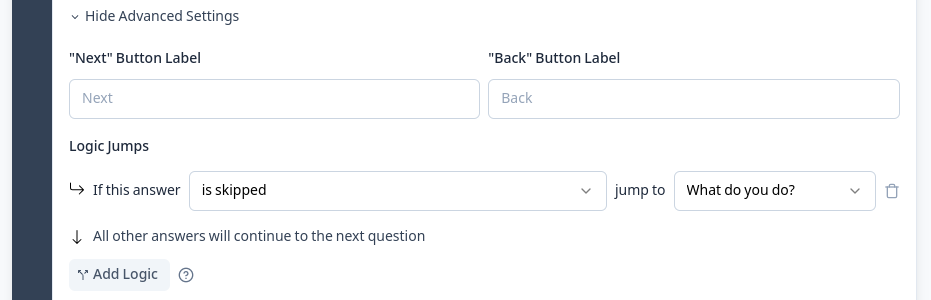 Hide Advanced Settings
"Next" Button Label "Back" Button Label
Next Back
Logic Jumps
If this answer is skipped jump to What do you do?
All other answers will continue to the next question
Add Logic ?